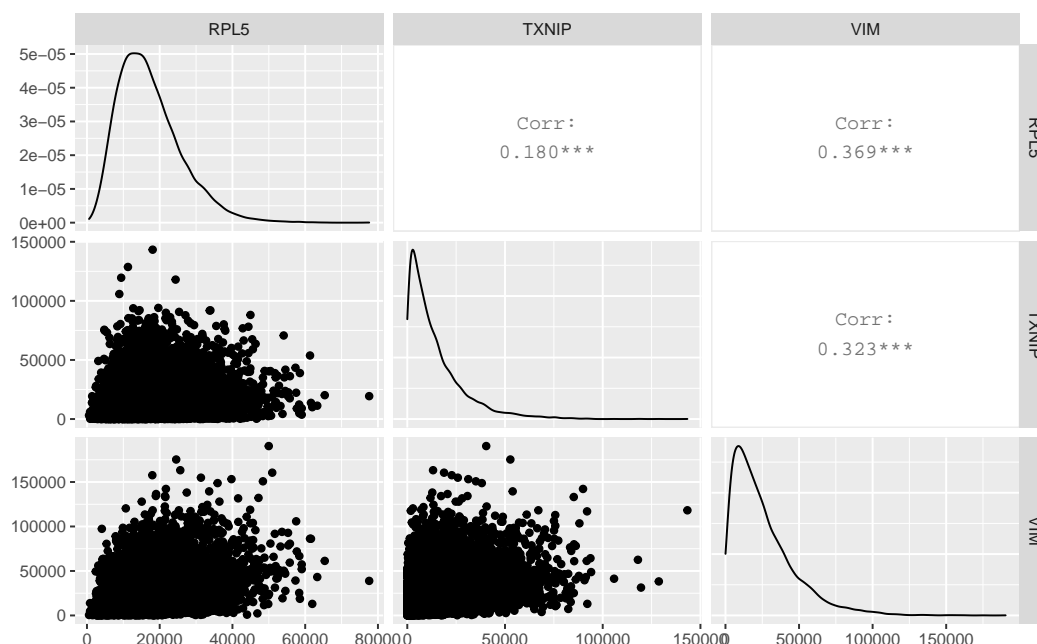 RPL5 TXNIP VIM
5e−05
4e−05
3e−05
2e−05
1e−05
0e+00
Corr:
0.180***
Corr:
0.369***
RPL5
150000
100000
50000
0
Corr:
0.323***
TXNIP
150000
100000
50000
0
VIM
0 20000 40000 60000 80000
0 50000 100000 150000
0 50000 100000 150000